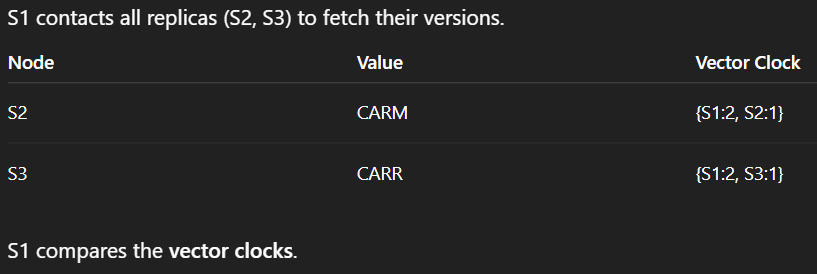 S1 contacts all replicas (S2, S3) to fetch their versions.
Node Value Vector Clock
S2 CARM {S1:2, S2:1}
S3 CARR {S1:2, S3:1}
S1 compares the vector clocks.